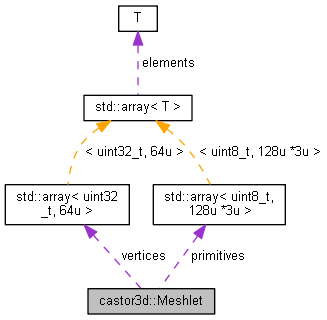 T
elements
std::array< T >
< uint32_t, 64u >
< uint8_t, 128u *3u >
std::array< uint32
_t, 64u >
std::array< uint8_t,
128u *3u >
vertices
primitives
castor3d::Meshlet